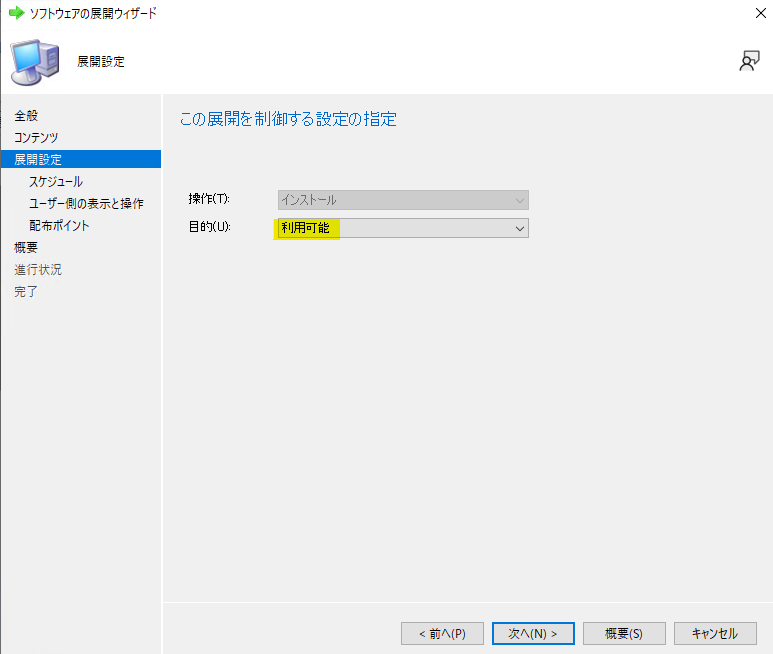 ソフトウェアの展開ウィザード
展開設定
全般
コンテンツ
展開設定
スケジュール
ユーザー側の表示と操作
配布ポイント
概要
進行状況
完了
この展開を制御する設定の指定
操作(T): インストール
目的(U): 利用可能
< 前へ(P) 次へ(N) > 概要(S) キャンセル